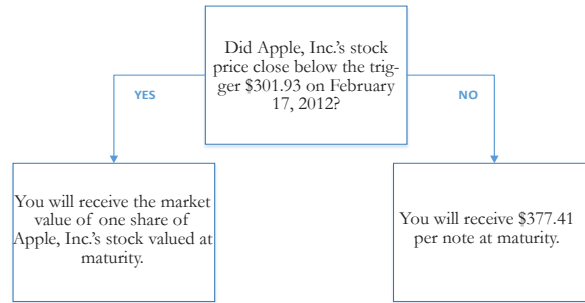 Did Apple, Inc.'s stock
price close below the trig-
ger $301.93 on February
17, 2012?
YES
NO
You will receive the market
value of one share of
Apple, Inc.'s stock valued at
maturity.
You will receive $377.41
per note at maturity.